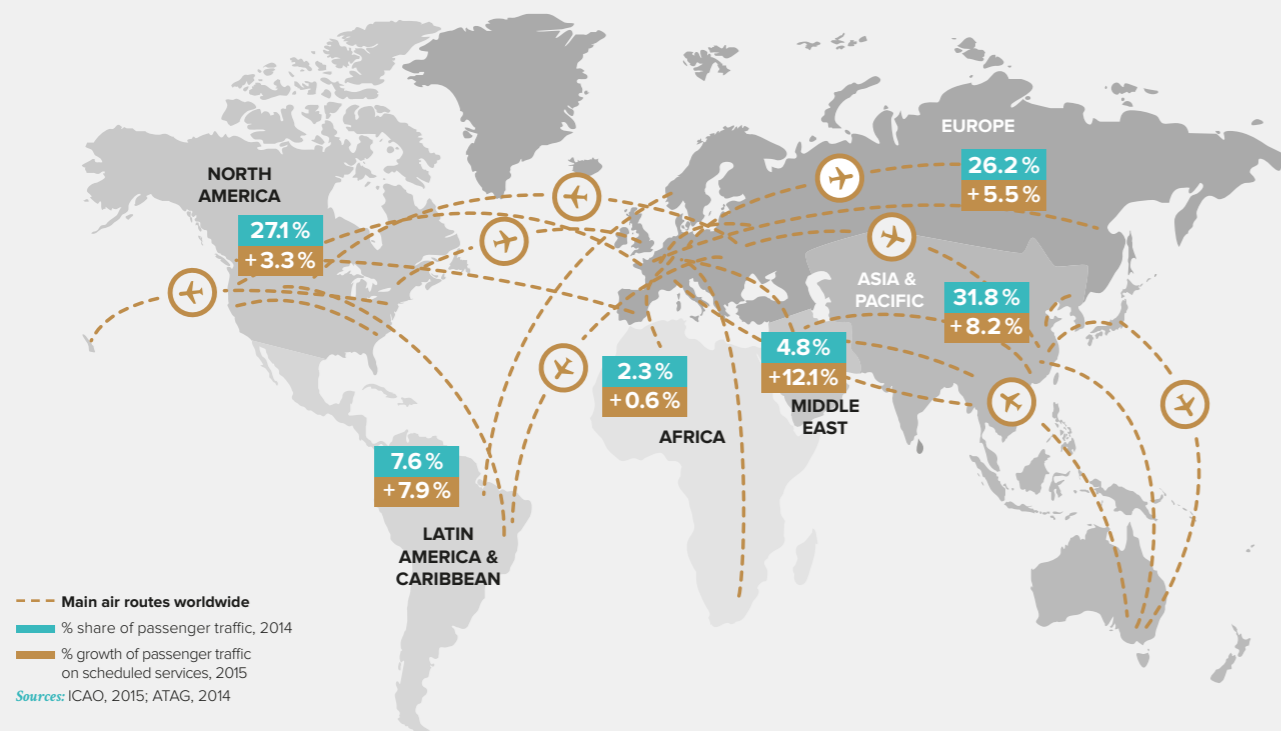 EUROPE
26.2 %
+ 5.5 %
NORTH
AMERICA
27.1 %
+ 3.3 %
ASIA &
PACIFIC
31.8 %
+ 8.2 %
4.8 %
+12.1 %
MIDDLE
EAST
2.3 %
+ 0.6 %
AFRICA
7.6 %
+ 7.9 %
LATIN
AMERICA &
CARIBBEAN
Main air routes worldwide
% share of passenger traffic, 2014
% growth of passenger traffic
on scheduled services, 2015
Sources: ICAO, 2015; ATAG, 2014